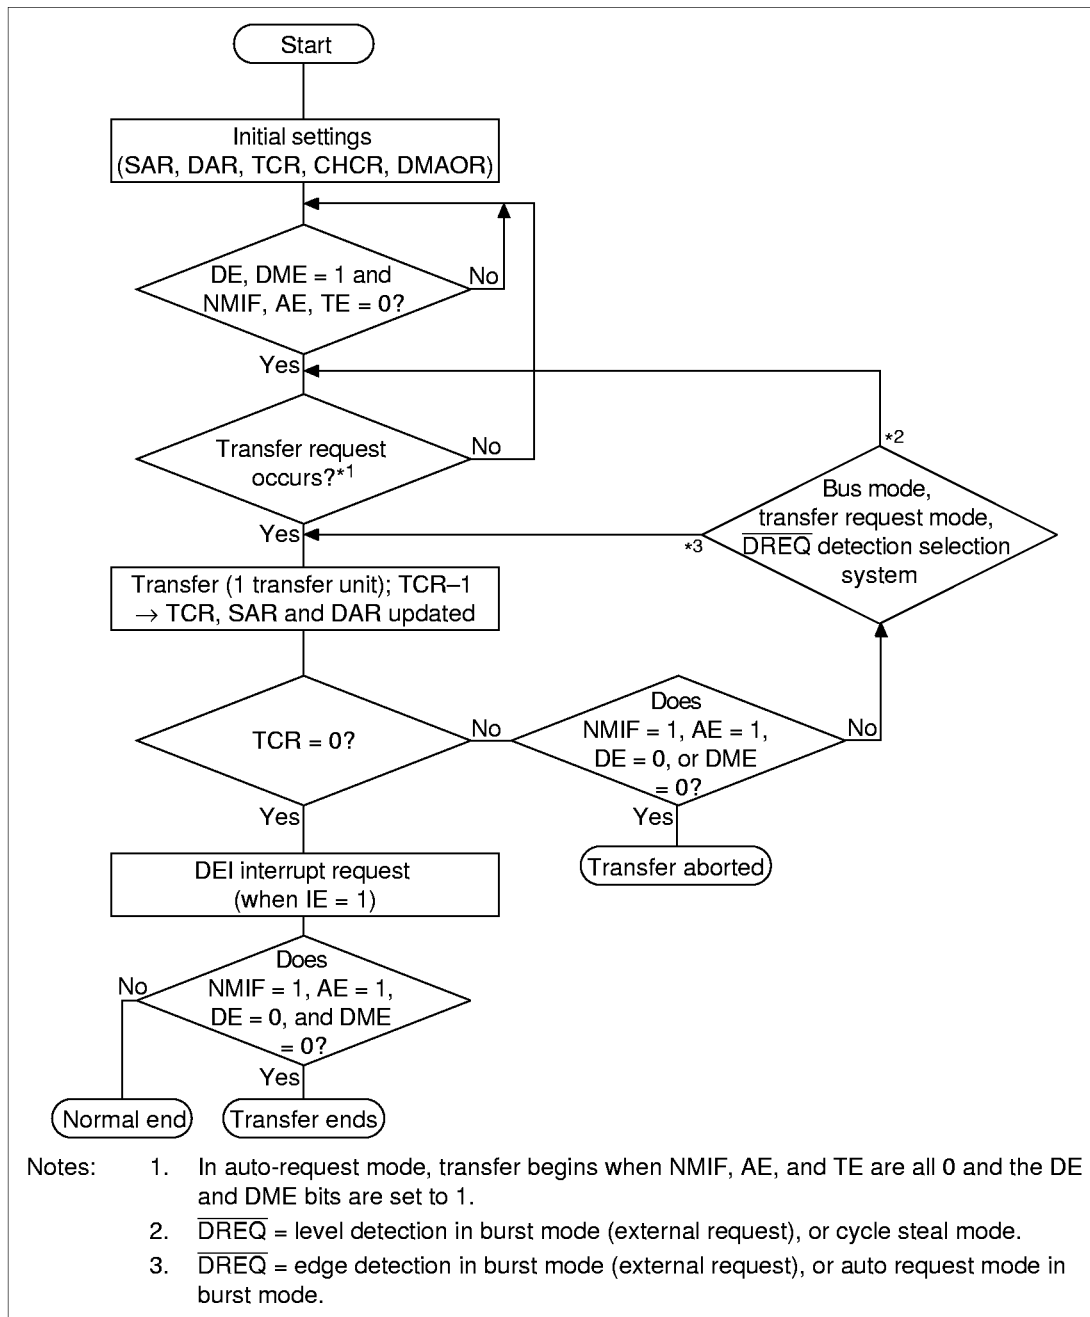 Start
Initial settings
(SAR, DAR, TCR, CHCR, DMAOR)
DE, DME = 1 and
NMIF, AE, TE = 0?
No
Yes
Transfer request
occurs?*1
No
Yes
*2
Bus mode,
transfer request mode,
DREQ detection selection
system
*3
Transfer (1 transfer unit); TCR–1
→ TCR, SAR and DAR updated
TCR = 0?
No
Does
NMIF = 1, AE = 1,
DE = 0, or DME
= 0?
No
Yes
Yes
Transfer aborted
DEI interrupt request
(when IE = 1)
Does
NMIF = 1, AE = 1,
DE = 0, and DME
= 0?
No
Yes
Normal end
Transfer ends
Notes: 1. In auto-request mode, transfer begins when NMIF, AE, and TE are all 0 and the DE
and DME bits are set to 1.
2. DREQ = level detection in burst mode (external request), or cycle steal mode.
3. DREQ = edge detection in burst mode (external request), or auto request mode in
burst mode.